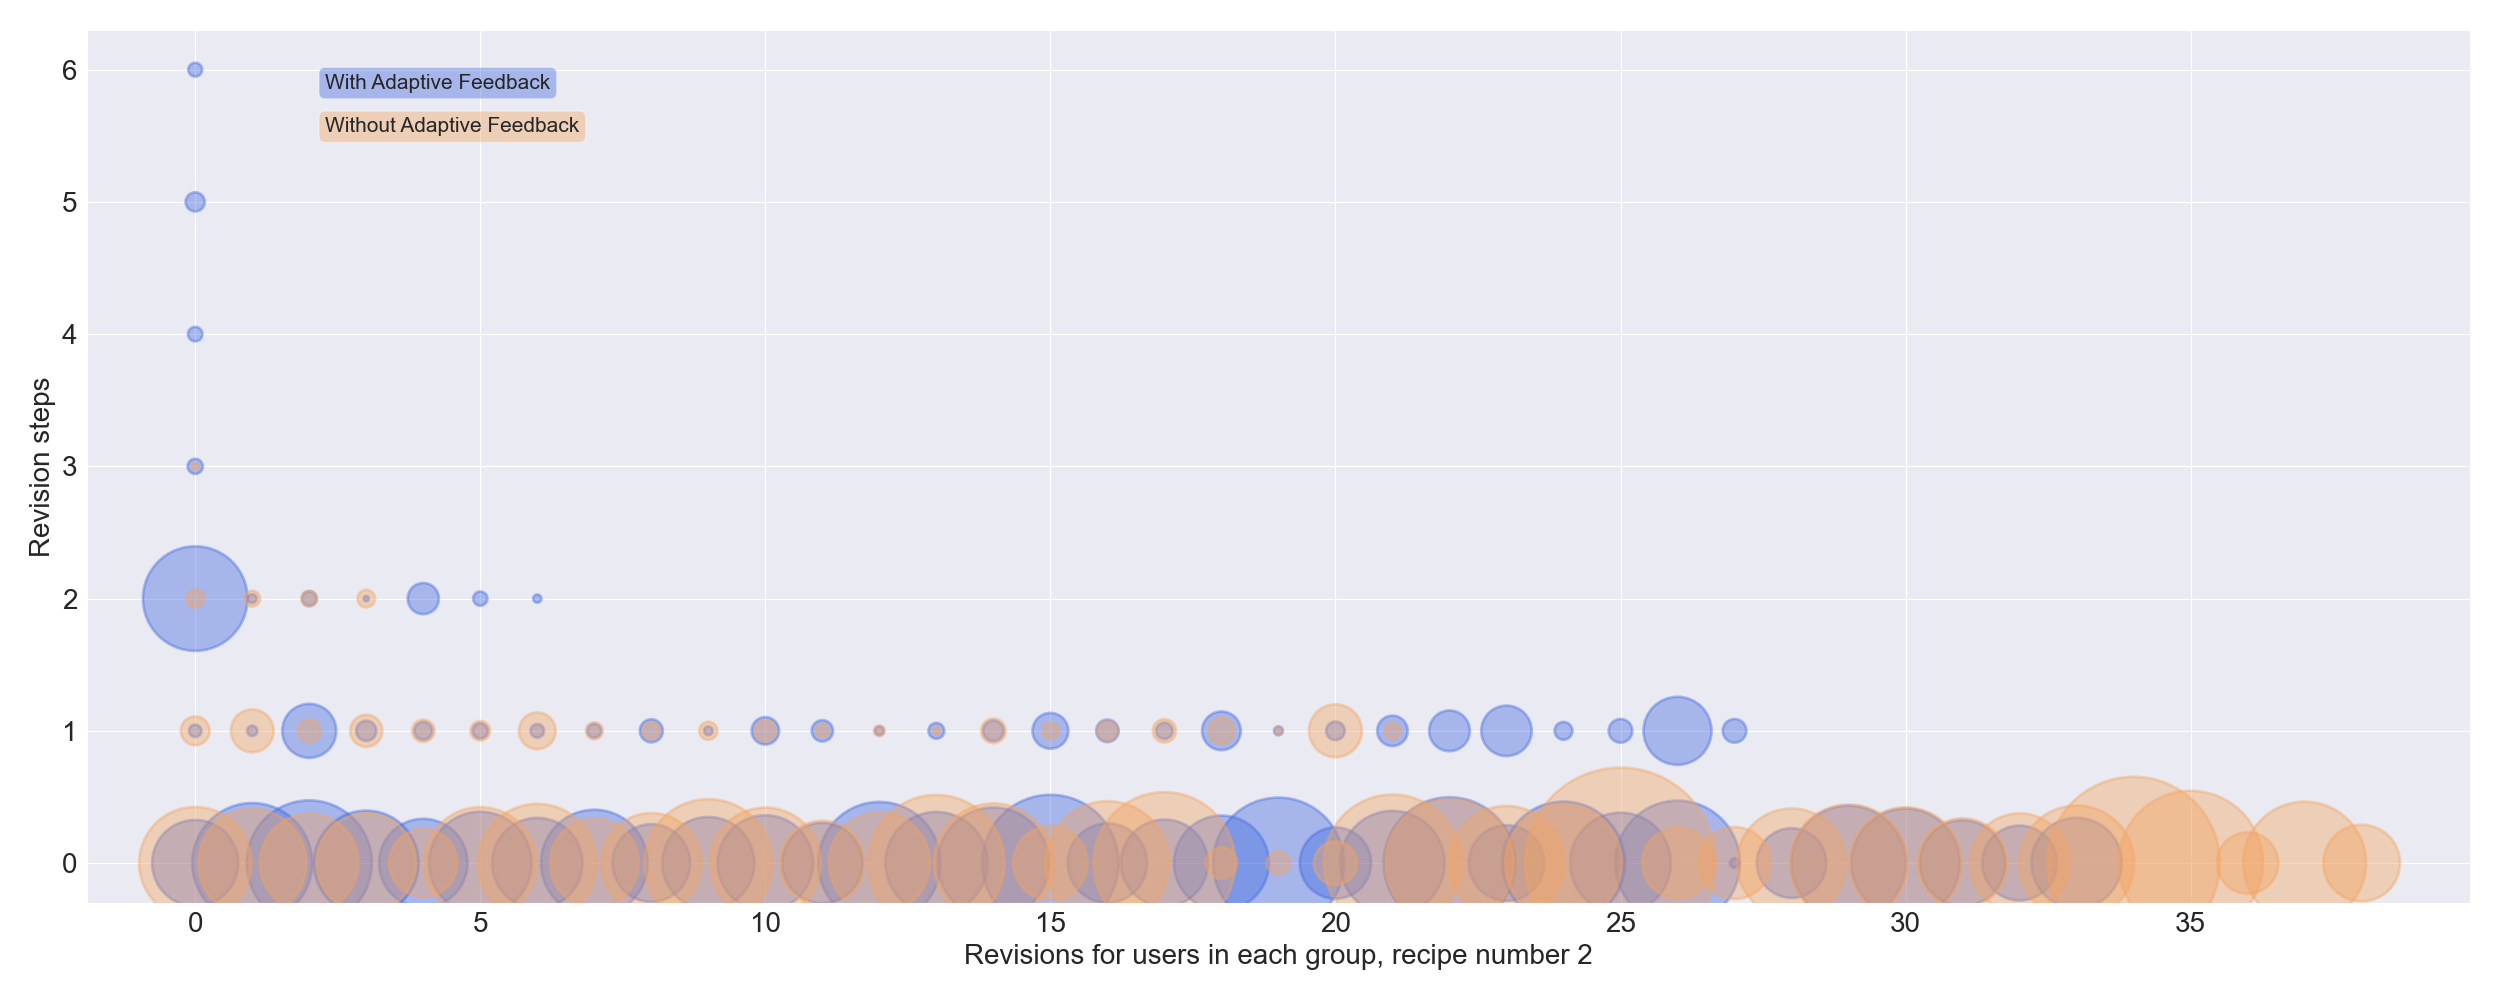 6
With Adaptive Feedback
Without Adaptive Feedback
5
4
3
2
1
0
Revision steps
0 5 10 15 20 25 30 35
Revisions for users in each group, recipe number 2